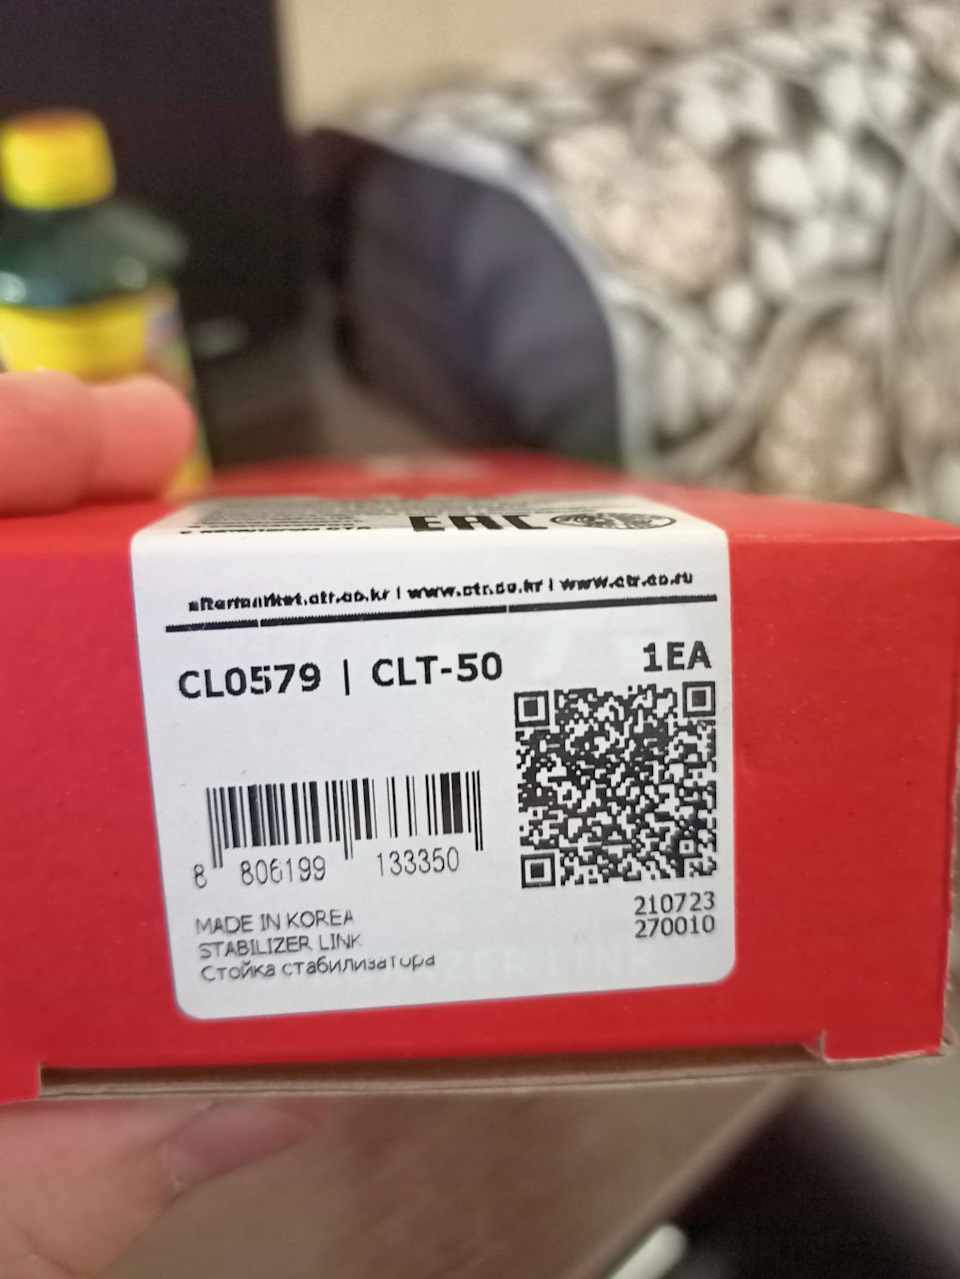 EAC
aftermarket.ctr.co.kr | www.ctr.co.kr | www.ctr.co.ru
CL0579 | CLT-50
1EA
8 806199 133350
210723
270010
MADE IN KOREA
STABILIZER LINK
Стойка стабилизатора